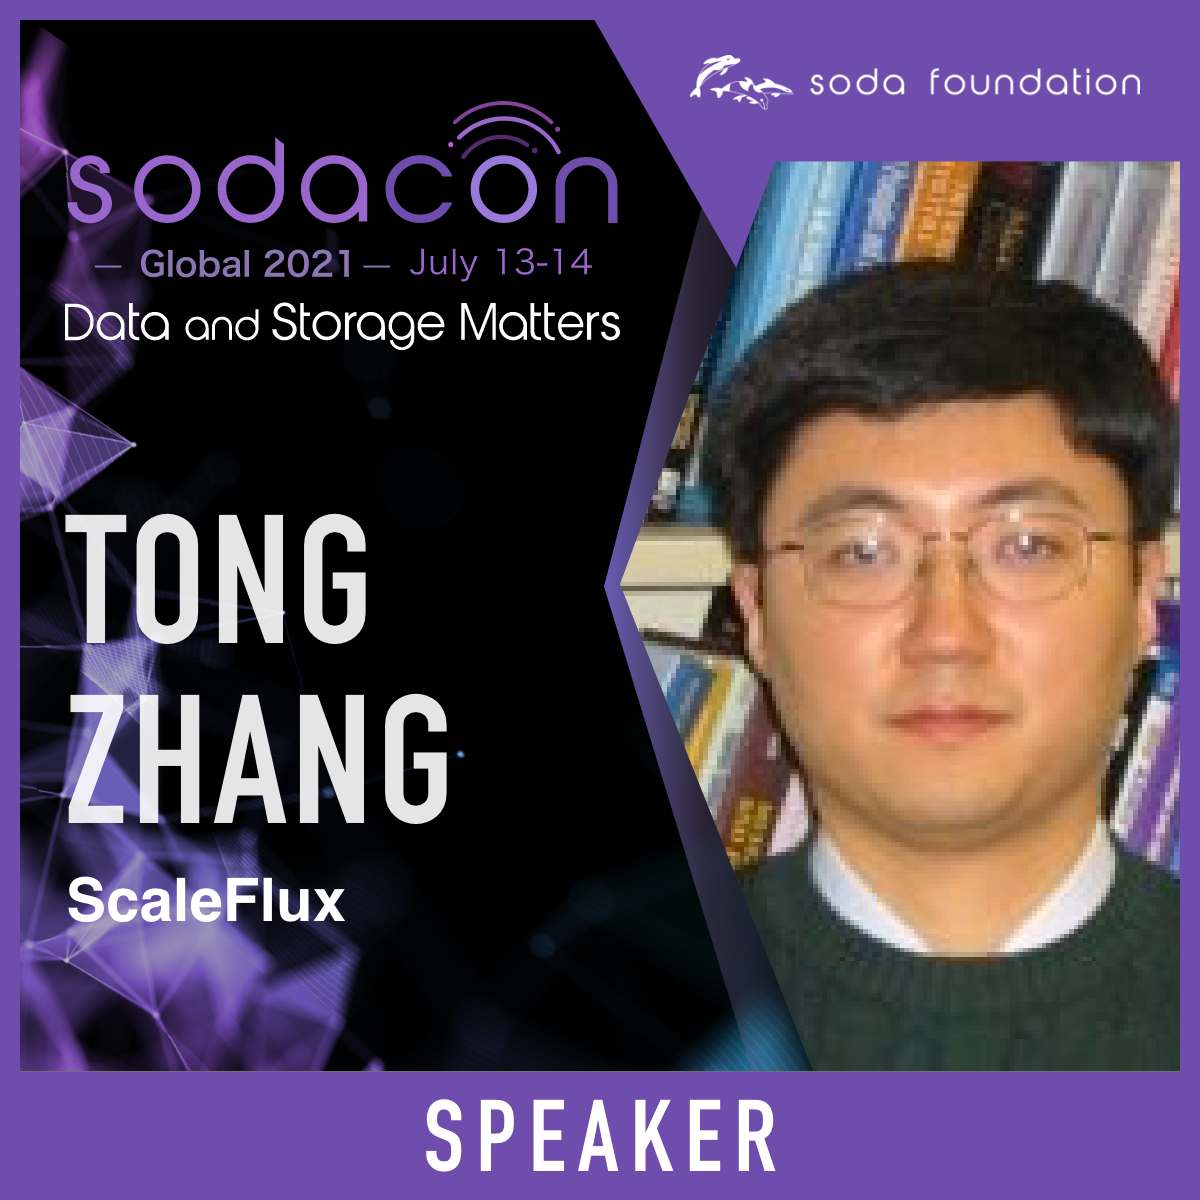 soda foundation
sodacon
— Global 2021 — July 13-14
Data and Storage Matters
TONG
ZHANG
ScaleFlux
SPEAKER